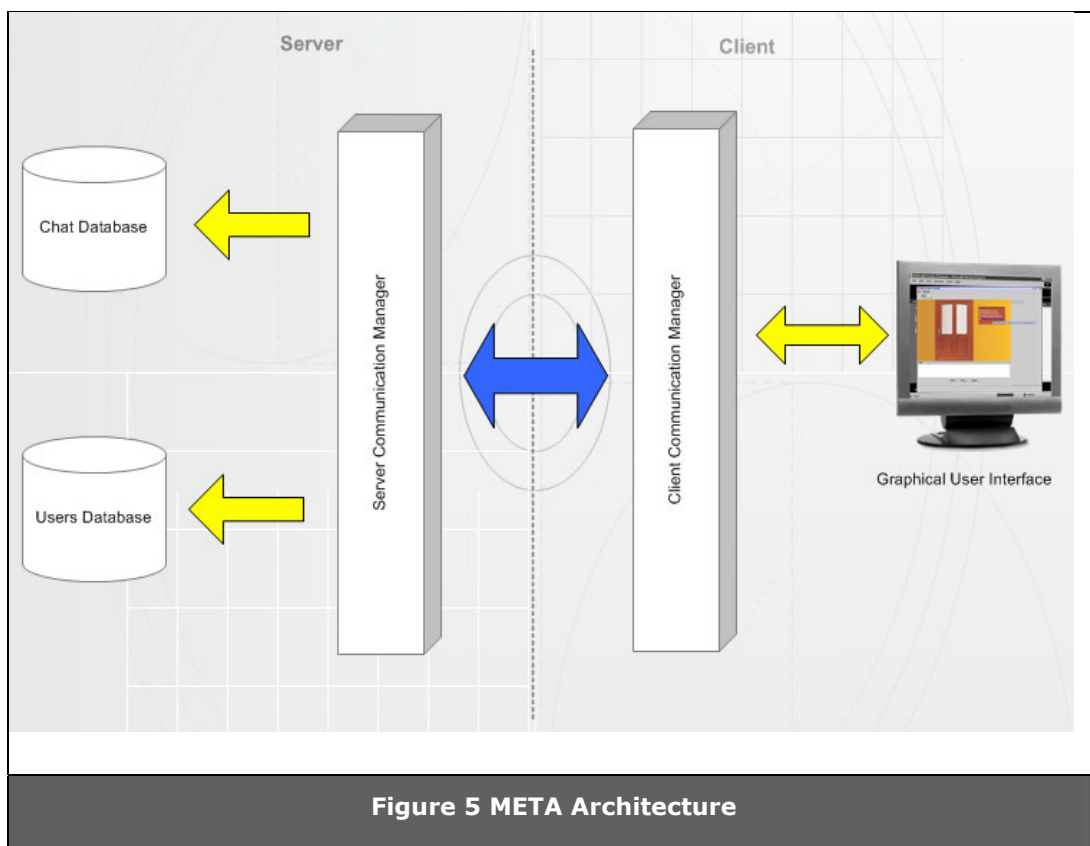 Server
Client
Chat Database
Users Database
Server Communication Manager
Client Communication Manager
Graphical User Interface
Figure 5 META Architecture